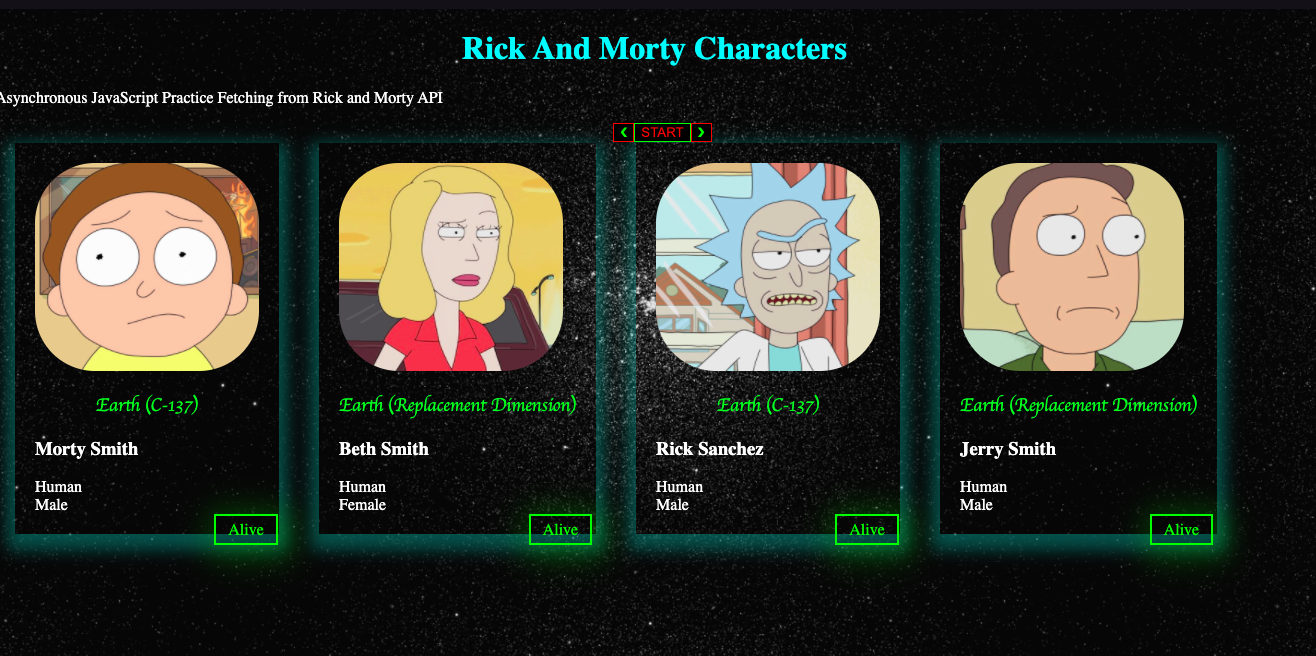 Rick And Morty Characters
Asynchronous JavaScript Practice Fetching from Rick and Morty API
❮ START ❯
Earth (C-137)
Morty Smith
Human
Male
Alive
Earth (Replacement Dimension)
Beth Smith
Human
Female
Alive
Earth (C-137)
Rick Sanchez
Human
Male
Alive
Earth (Replacement Dimension)
Jerry Smith
Human
Male
Alive